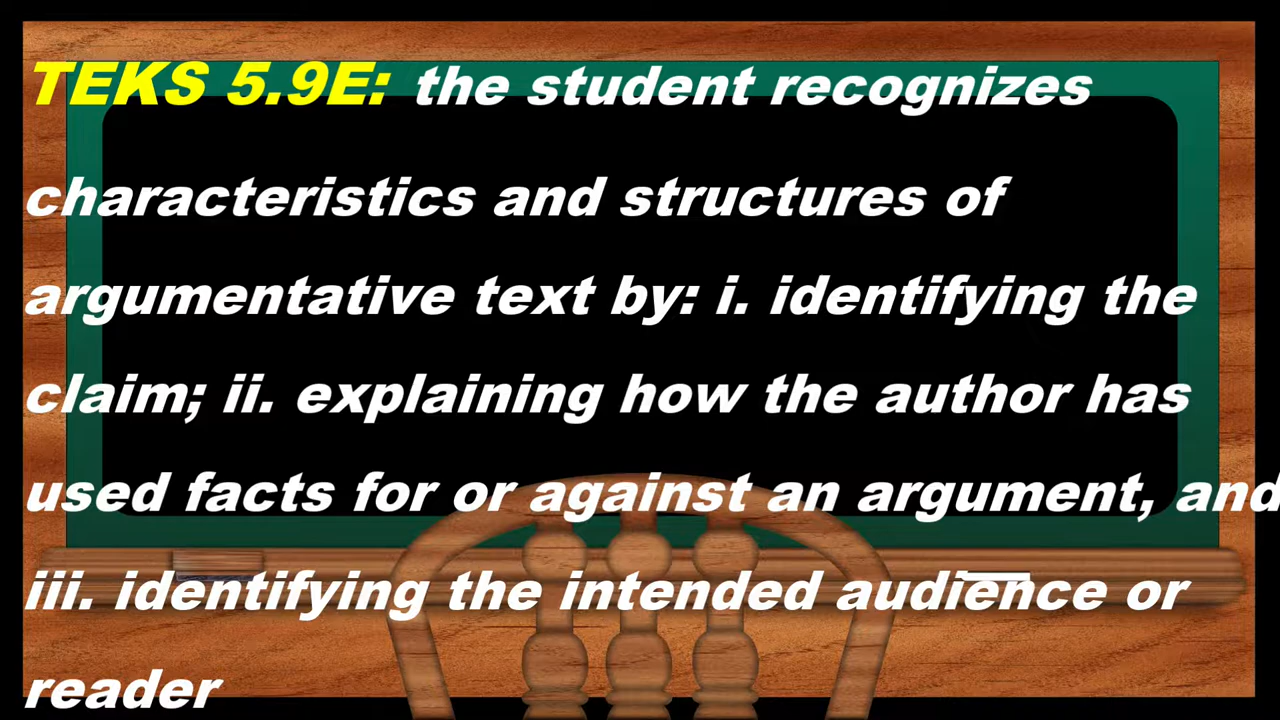 TEKS 5.9E: the student recognizes
characteristics and structures of
argumentative text by: i. identifying the
claim; ii. explaining how the author has
used facts for or against an argument, and
iii. identifying the intended audience or
reader